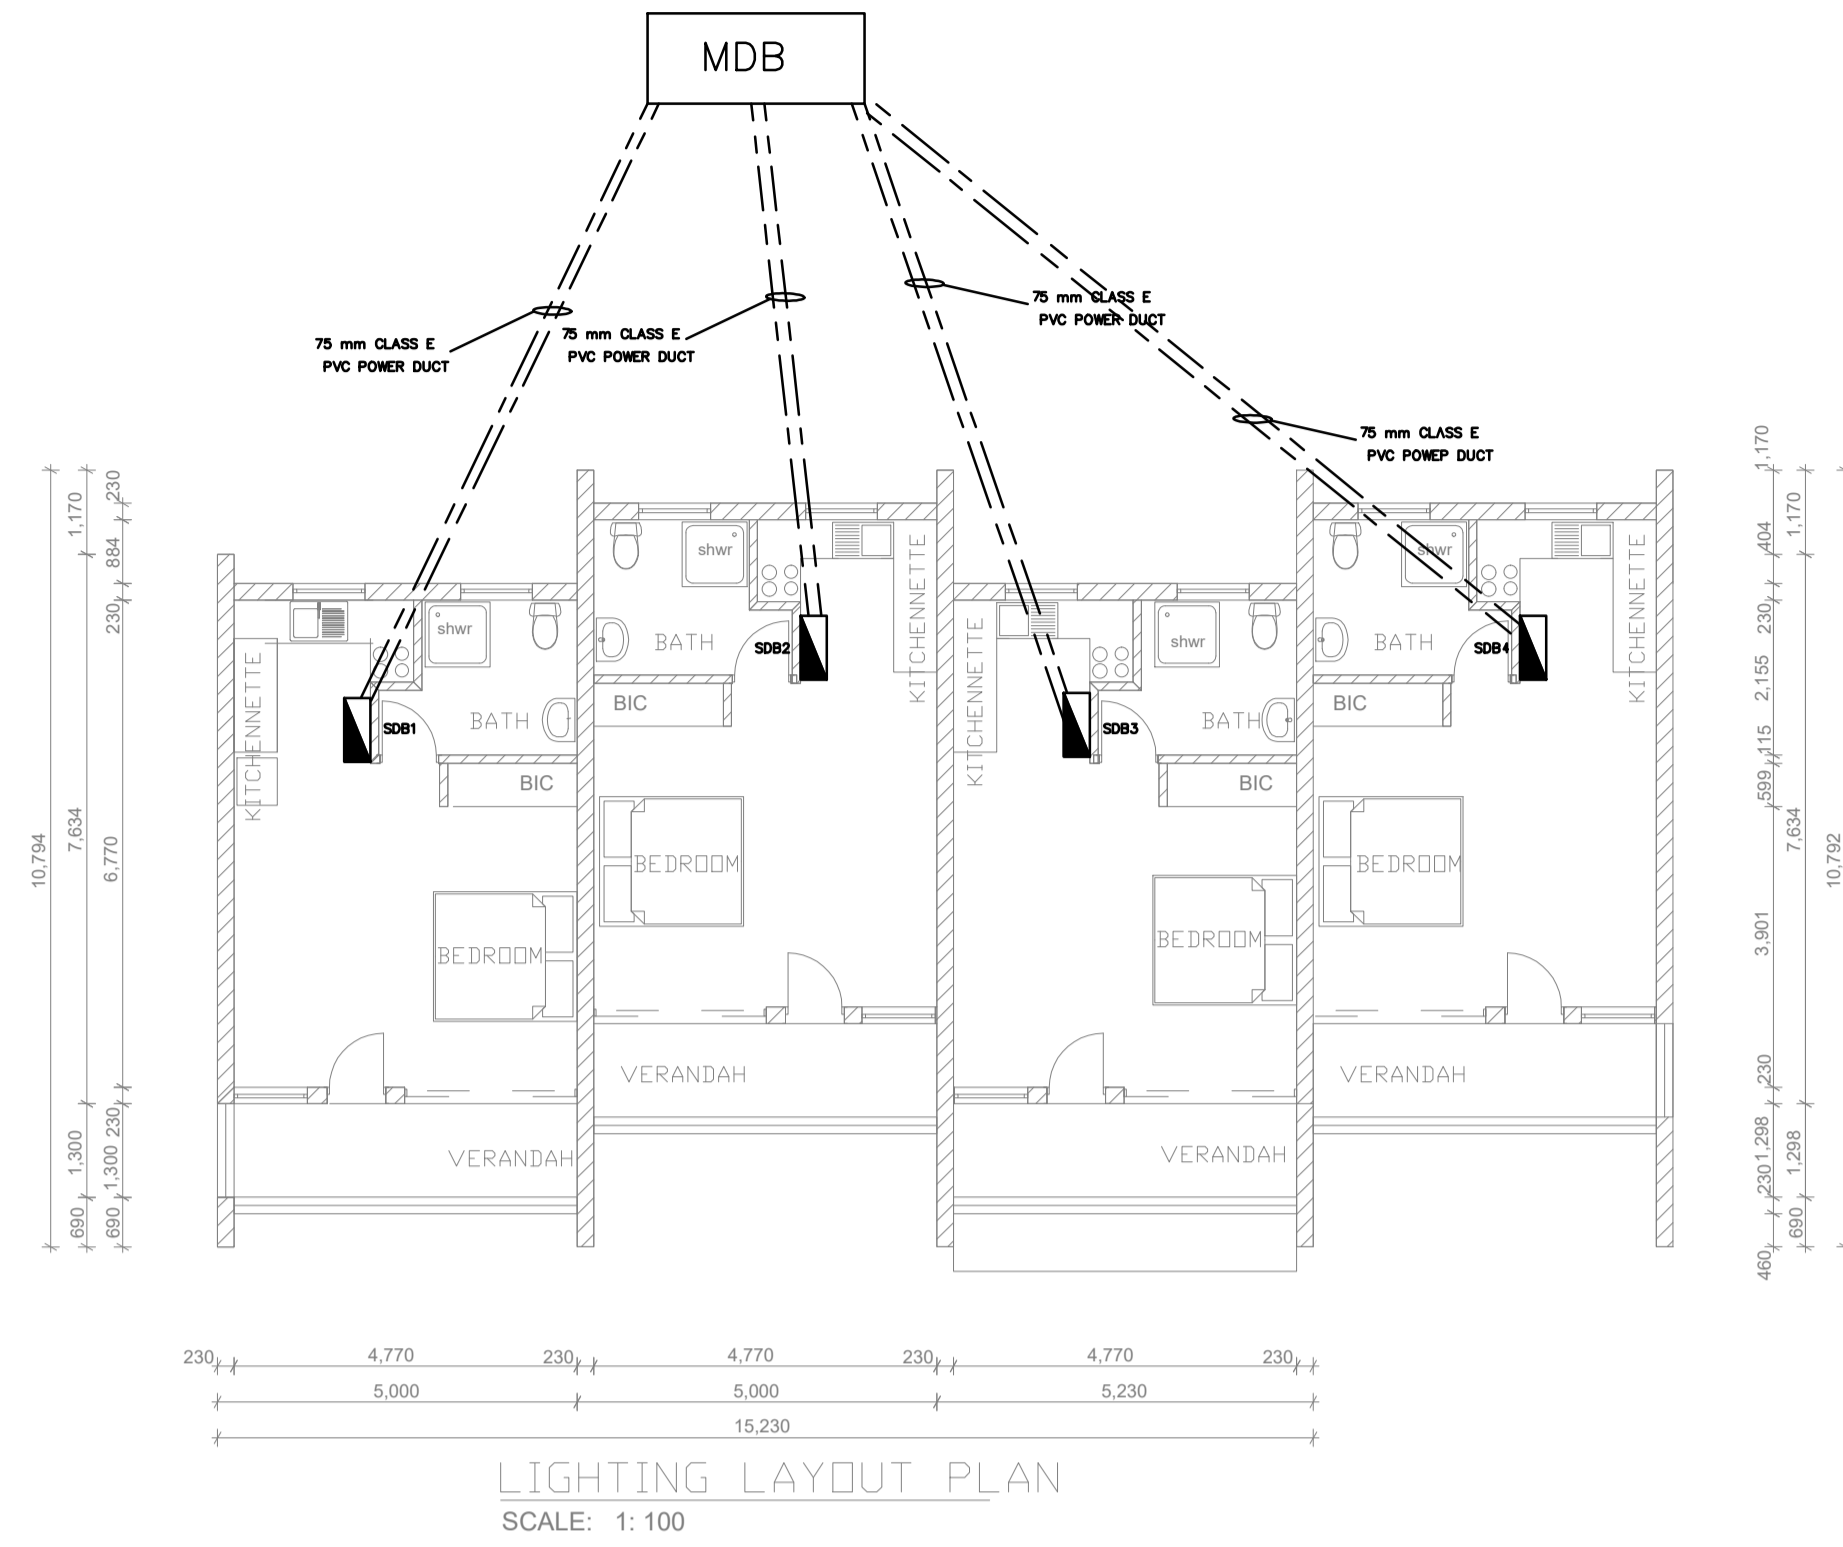 MDB
75 mm CLASS E
PVC POWER DUCT
75 mm CLASS E
PVC POWER DUCT
75 mm CLASS E
PVC POWER DUCT
75 mm CLASS E
PVC POWEP DUCT
10,794
1,170
7,634
1,300
690
230
884
230
6,770
230
1,300
690
KITCHENNETTE
shwr
BATH
SDB1
BIC
BEDROOM
VERANDAH
shwr
BATH
SDB2
KITCHENNETTE
BIC
BEDROOM
VERANDAH
KITCHENNETTE
shwr
BATH
SDB3
BIC
BEDROOM
VERANDAH
shwr
BATH
SDB4
KITCHENNETTE
BIC
BEDROOM
VERANDAH
1,170
404
230
2,155
115
599
3,901
230
1,298
230
460
1,170
7,634
1,298
690
10,792
230
4,770
230
4,770
230
4,770
230
5,000
5,000
5,230
15,230
LIGHTING LAYOUT PLAN
SCALE: 1: 100